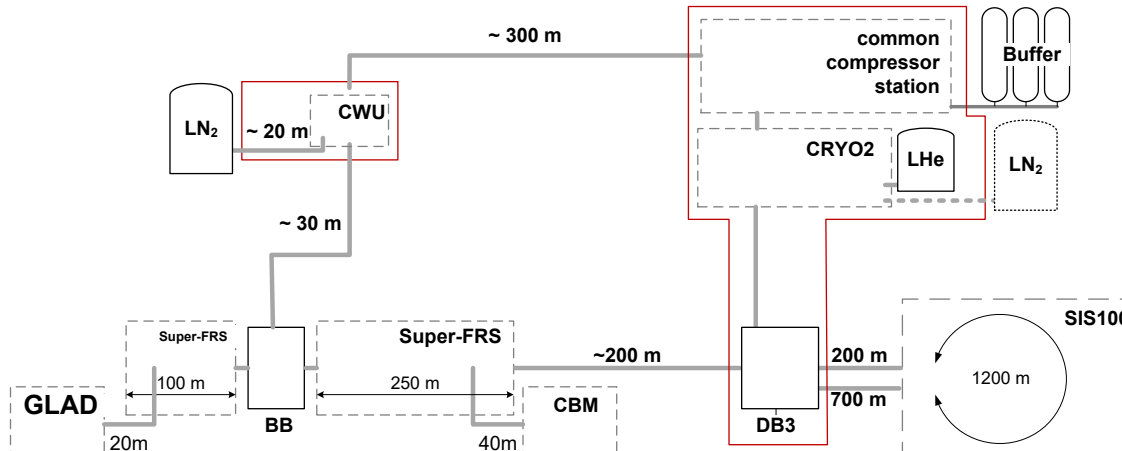 ~ 300 m
common
compressor
station
Buffer
CWU
LN₂
~ 20 m
CRYO2
LHe
LN₂
~ 30 m
Super-FRS
Super-FRS
SIS100
~200 m
200 m
100 m
250 m
1200 m
GLAD
CBM
700 m
BB
DB3
20m
40m